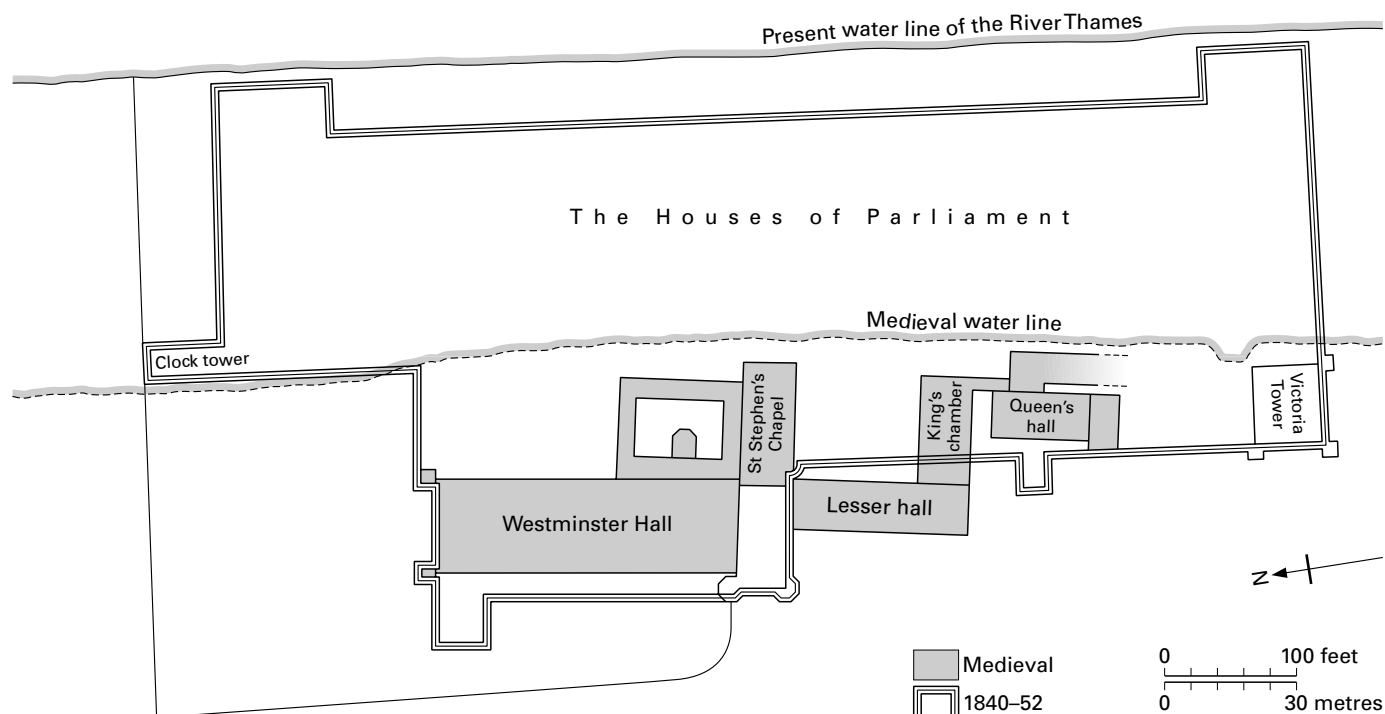 Present water line of the River Thames
The Houses of Parliament
Medieval water line
Clock tower
St Stephen's
Chapel
King's
chamber
Queen's
hall
Victoria
Tower
Westminster Hall
Lesser hall
N
Medieval
1840–52
0 100 feet
0 30 metres